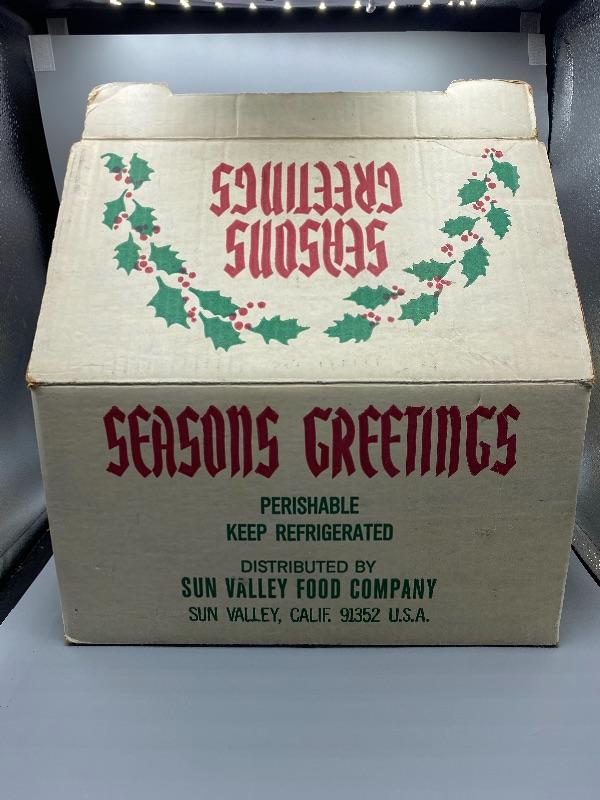 SEASONS
GREETINGS
SEASONS GREETINGS
PERISHABLE
KEEP REFRIGERATED
DISTRIBUTED BY
SUN VALLEY FOOD COMPANY
SUN VALLEY, CALIF. 91352 U.S.A.